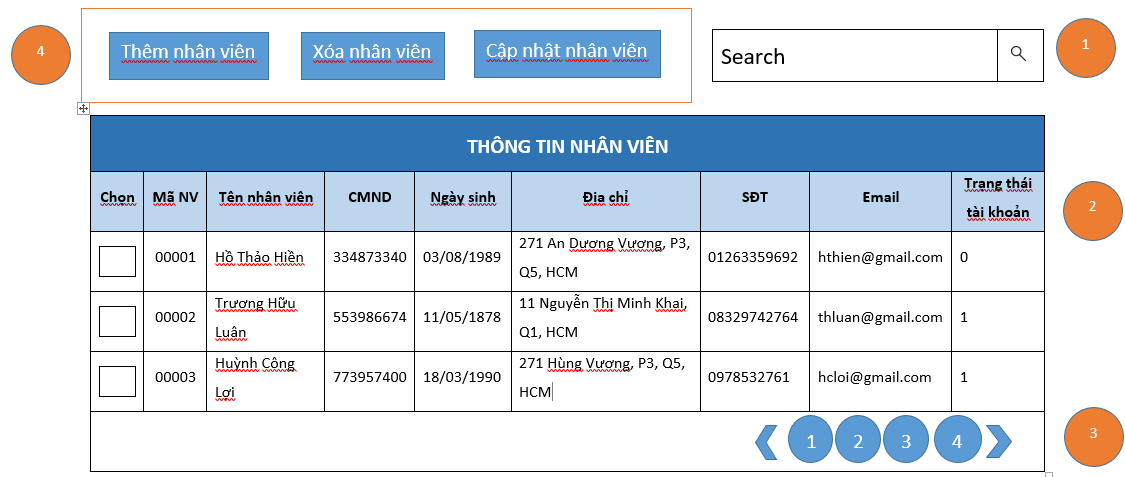 4
Thêm nhân viên
Xóa nhân viên
Cập nhật nhân viên
Search
1
THÔNG TIN NHÂN VIÊN
Chọn Mã NV Tên nhân viên CMND Ngày sinh Địa chỉ SĐT Email Trạng thái
tài khoản
2
00001 Hồ Thảo Hiền 334873340 03/08/1989 271 An Dương Vương, P3,
Q5, HCM
01263359692 hthien@gmail.com 0
00002 Trương Hữu
Luân
553986674 11/05/1878 11 Nguyễn Thị Minh Khai,
Q1, HCM
08329742764 thluan@gmail.com 1
00003 Huỳnh Công
Lợi
773957400 18/03/1990 271 Hùng Vương, P3, Q5,
HCM
0978532761 hcloi@gmail.com 1
1 2 3 4
3